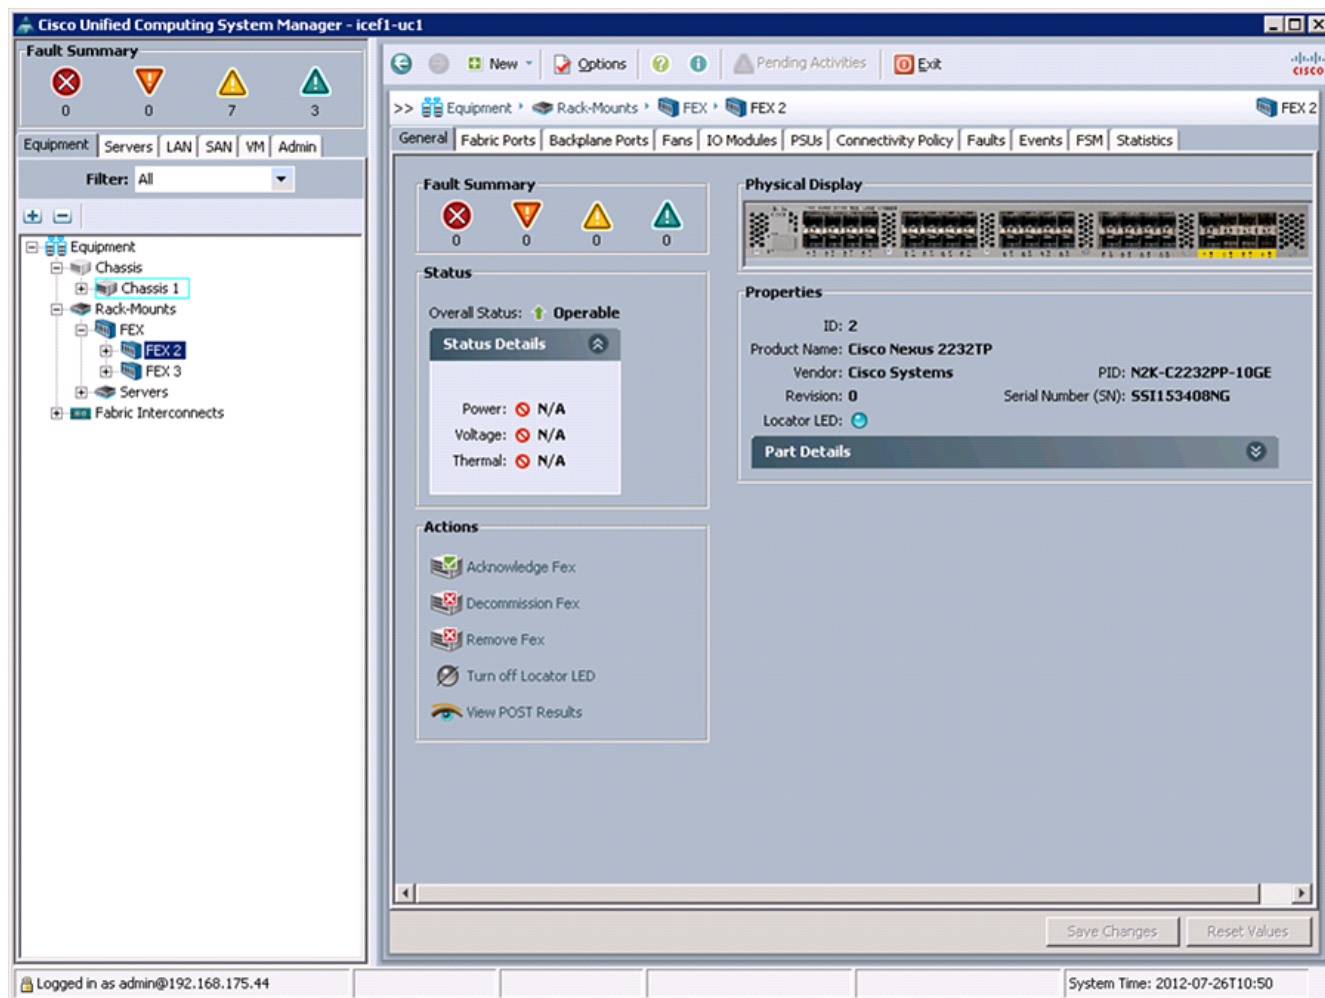 Cisco Unified Computing System Manager - icef1-uc1
Fault Summary
0 0 7 3
Equipment Servers LAN SAN VM Admin
Filter: All
Equipment
Chassis
Chassis 1
Rack-Mounts
FEX
FEX 2
FEX 3
Servers
Fabric Interconnects
New Options Pending Activities Exit
CISCO
>> Equipment Rack-Mounts FEX FEX 2
FEX 2
General Fabric Ports Backplane Ports Fans IO Modules PSUs Connectivity Policy Faults Events FSM Statistics
Fault Summary
0 0 0 0
Status
Overall Status: Operable
Status Details
Power: N/A
Voltage: N/A
Thermal: N/A
Actions
Acknowledge Fex
Decommission Fex
Remove Fex
Turn off Locator LED
View POST Results
Physical Display
Properties
ID: 2
Product Name: Cisco Nexus 2232TP
Vendor: Cisco Systems PID: N2K-C2232PP-10GE
Revision: 0 Serial Number (SN): SSI153408NG
Locator LED:
Part Details
Save Changes Reset Values
Logged in as admin@192.168.175.44
System Time: 2012-07-26T10:50